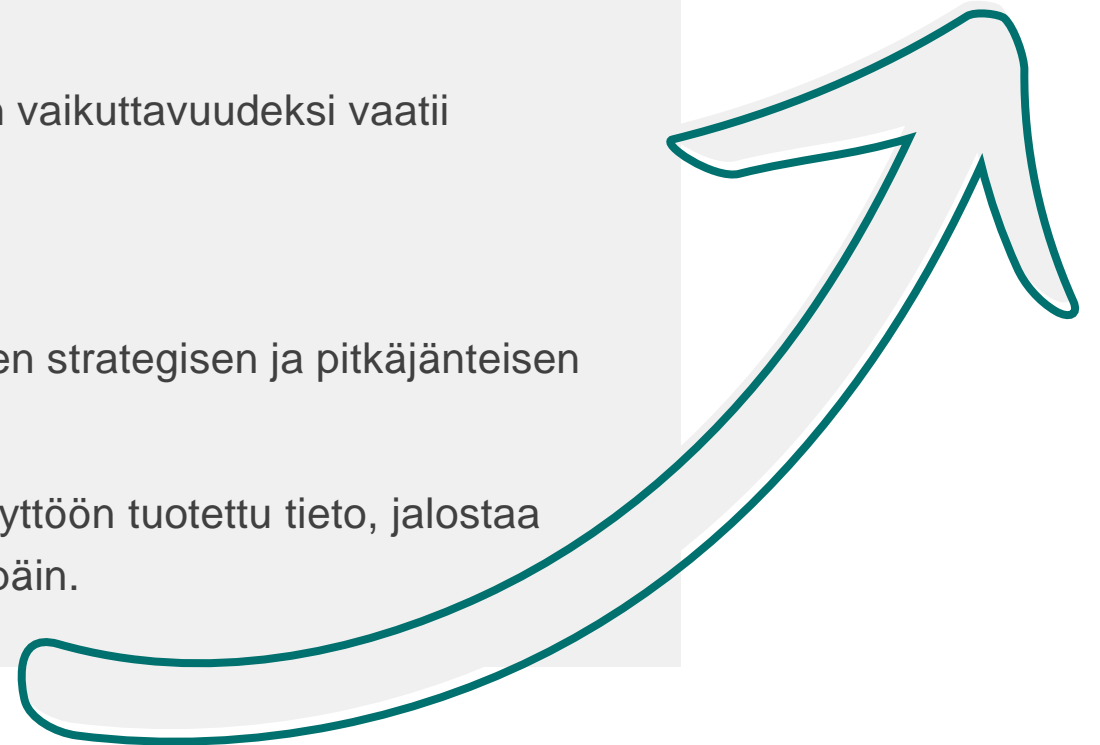 vaikuttavuudeksi vaatii
en strategisen ja pitkäjänteisen
yttöön tuotettu tieto, jalostaa
päin.